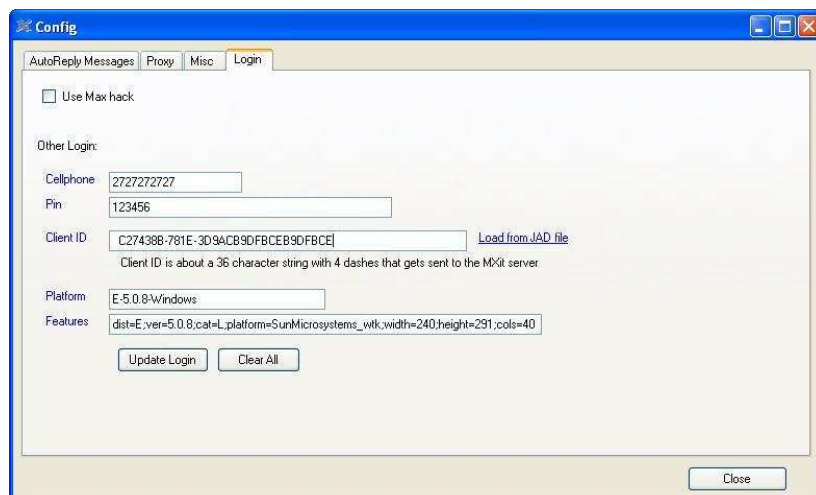 Config
AutoReply Messages Proxy Misc Login
Use Max hack
Other Login:
Cellphone 2727272727
Pin 123456
Client ID C27438B-781E-3D9ACB9DFBCEB9DFBCE Load from JAD file
Client ID is about a 36 character string with 4 dashes that gets sent to the MXit server
Platform E-5.0.8-Windows
Features dist=E;ver=5.0.8;cat=L;platform=SunMicrosystems_wtk;width=240;height=291;cols=40
Update Login Clear All
Close